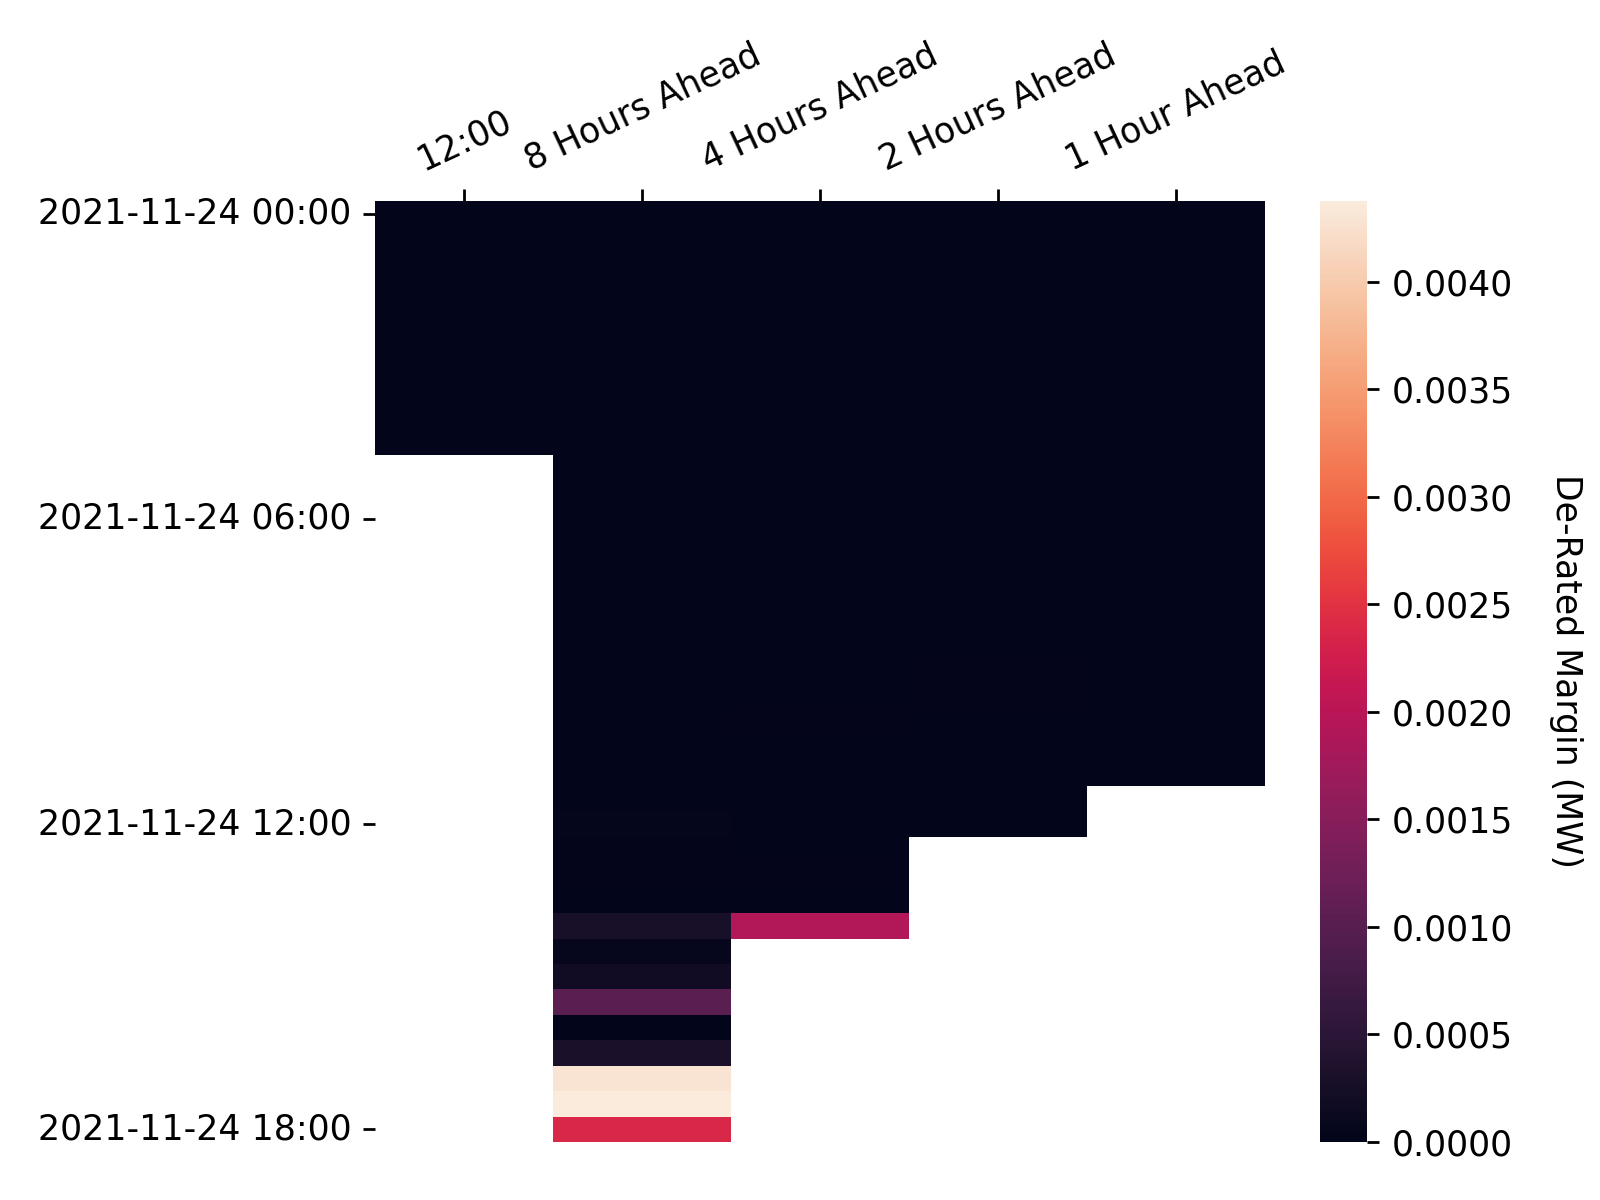 12:00
8 Hours Ahead
4 Hours Ahead
2 Hours Ahead
1 Hour Ahead
2021-11-24 00:00
2021-11-24 06:00
2021-11-24 12:00
2021-11-24 18:00
0.0040
0.0035
0.0030
0.0025
0.0020
0.0015
0.0010
0.0005
0.0000
De-Rated Margin (MW)